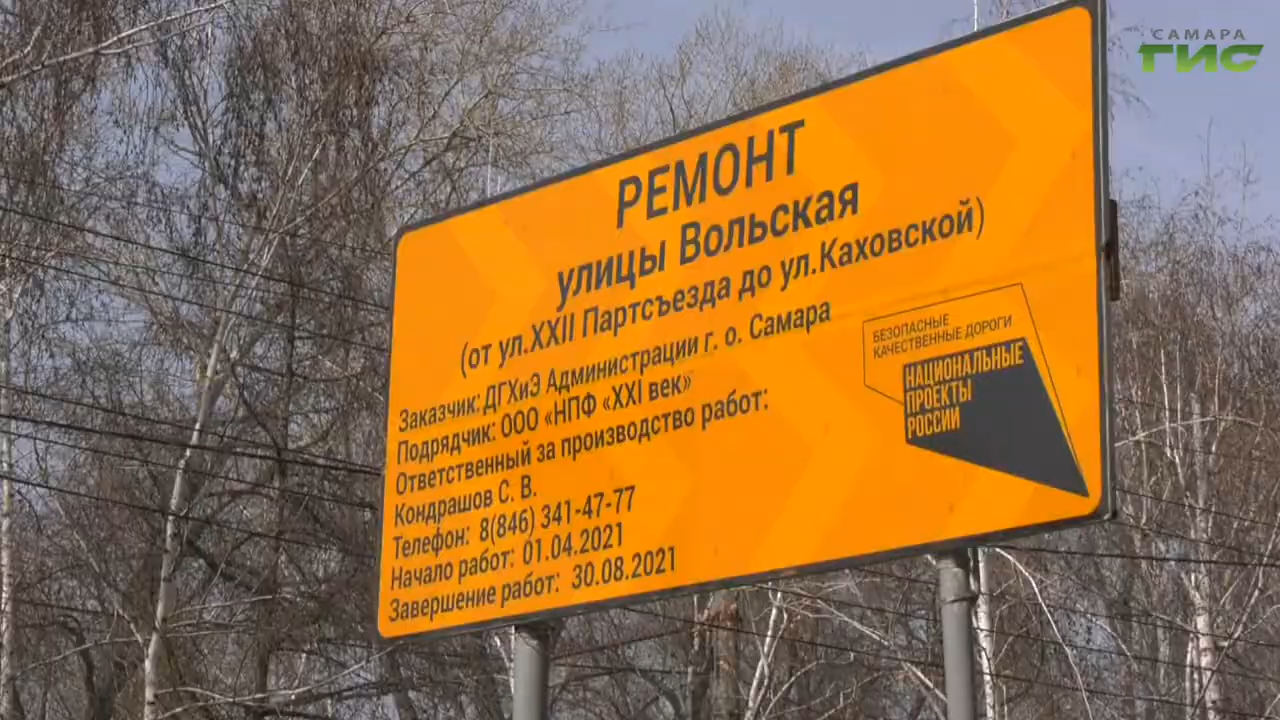 САМАРА
ГИС
РЕМОНТ
улицы Вольская
(от ул.XXII Партсъезда до ул.Каховской)
Заказчик: ДГХиЭ Администрации г. о. Самара
Подрядчик: ООО «НПФ «XXI век»
Ответственный за производство работ:
Кондрашов С. В.
Телефон: 8(846) 341-47-77
Начало работ: 01.04.2021
Завершение работ: 30.08.2021
БЕЗОПАСНЫЕ
КАЧЕСТВЕННЫЕ ДОРОГИ
НАЦИОНАЛЬНЫЕ
ПРОЕКТЫ
РОССИИ